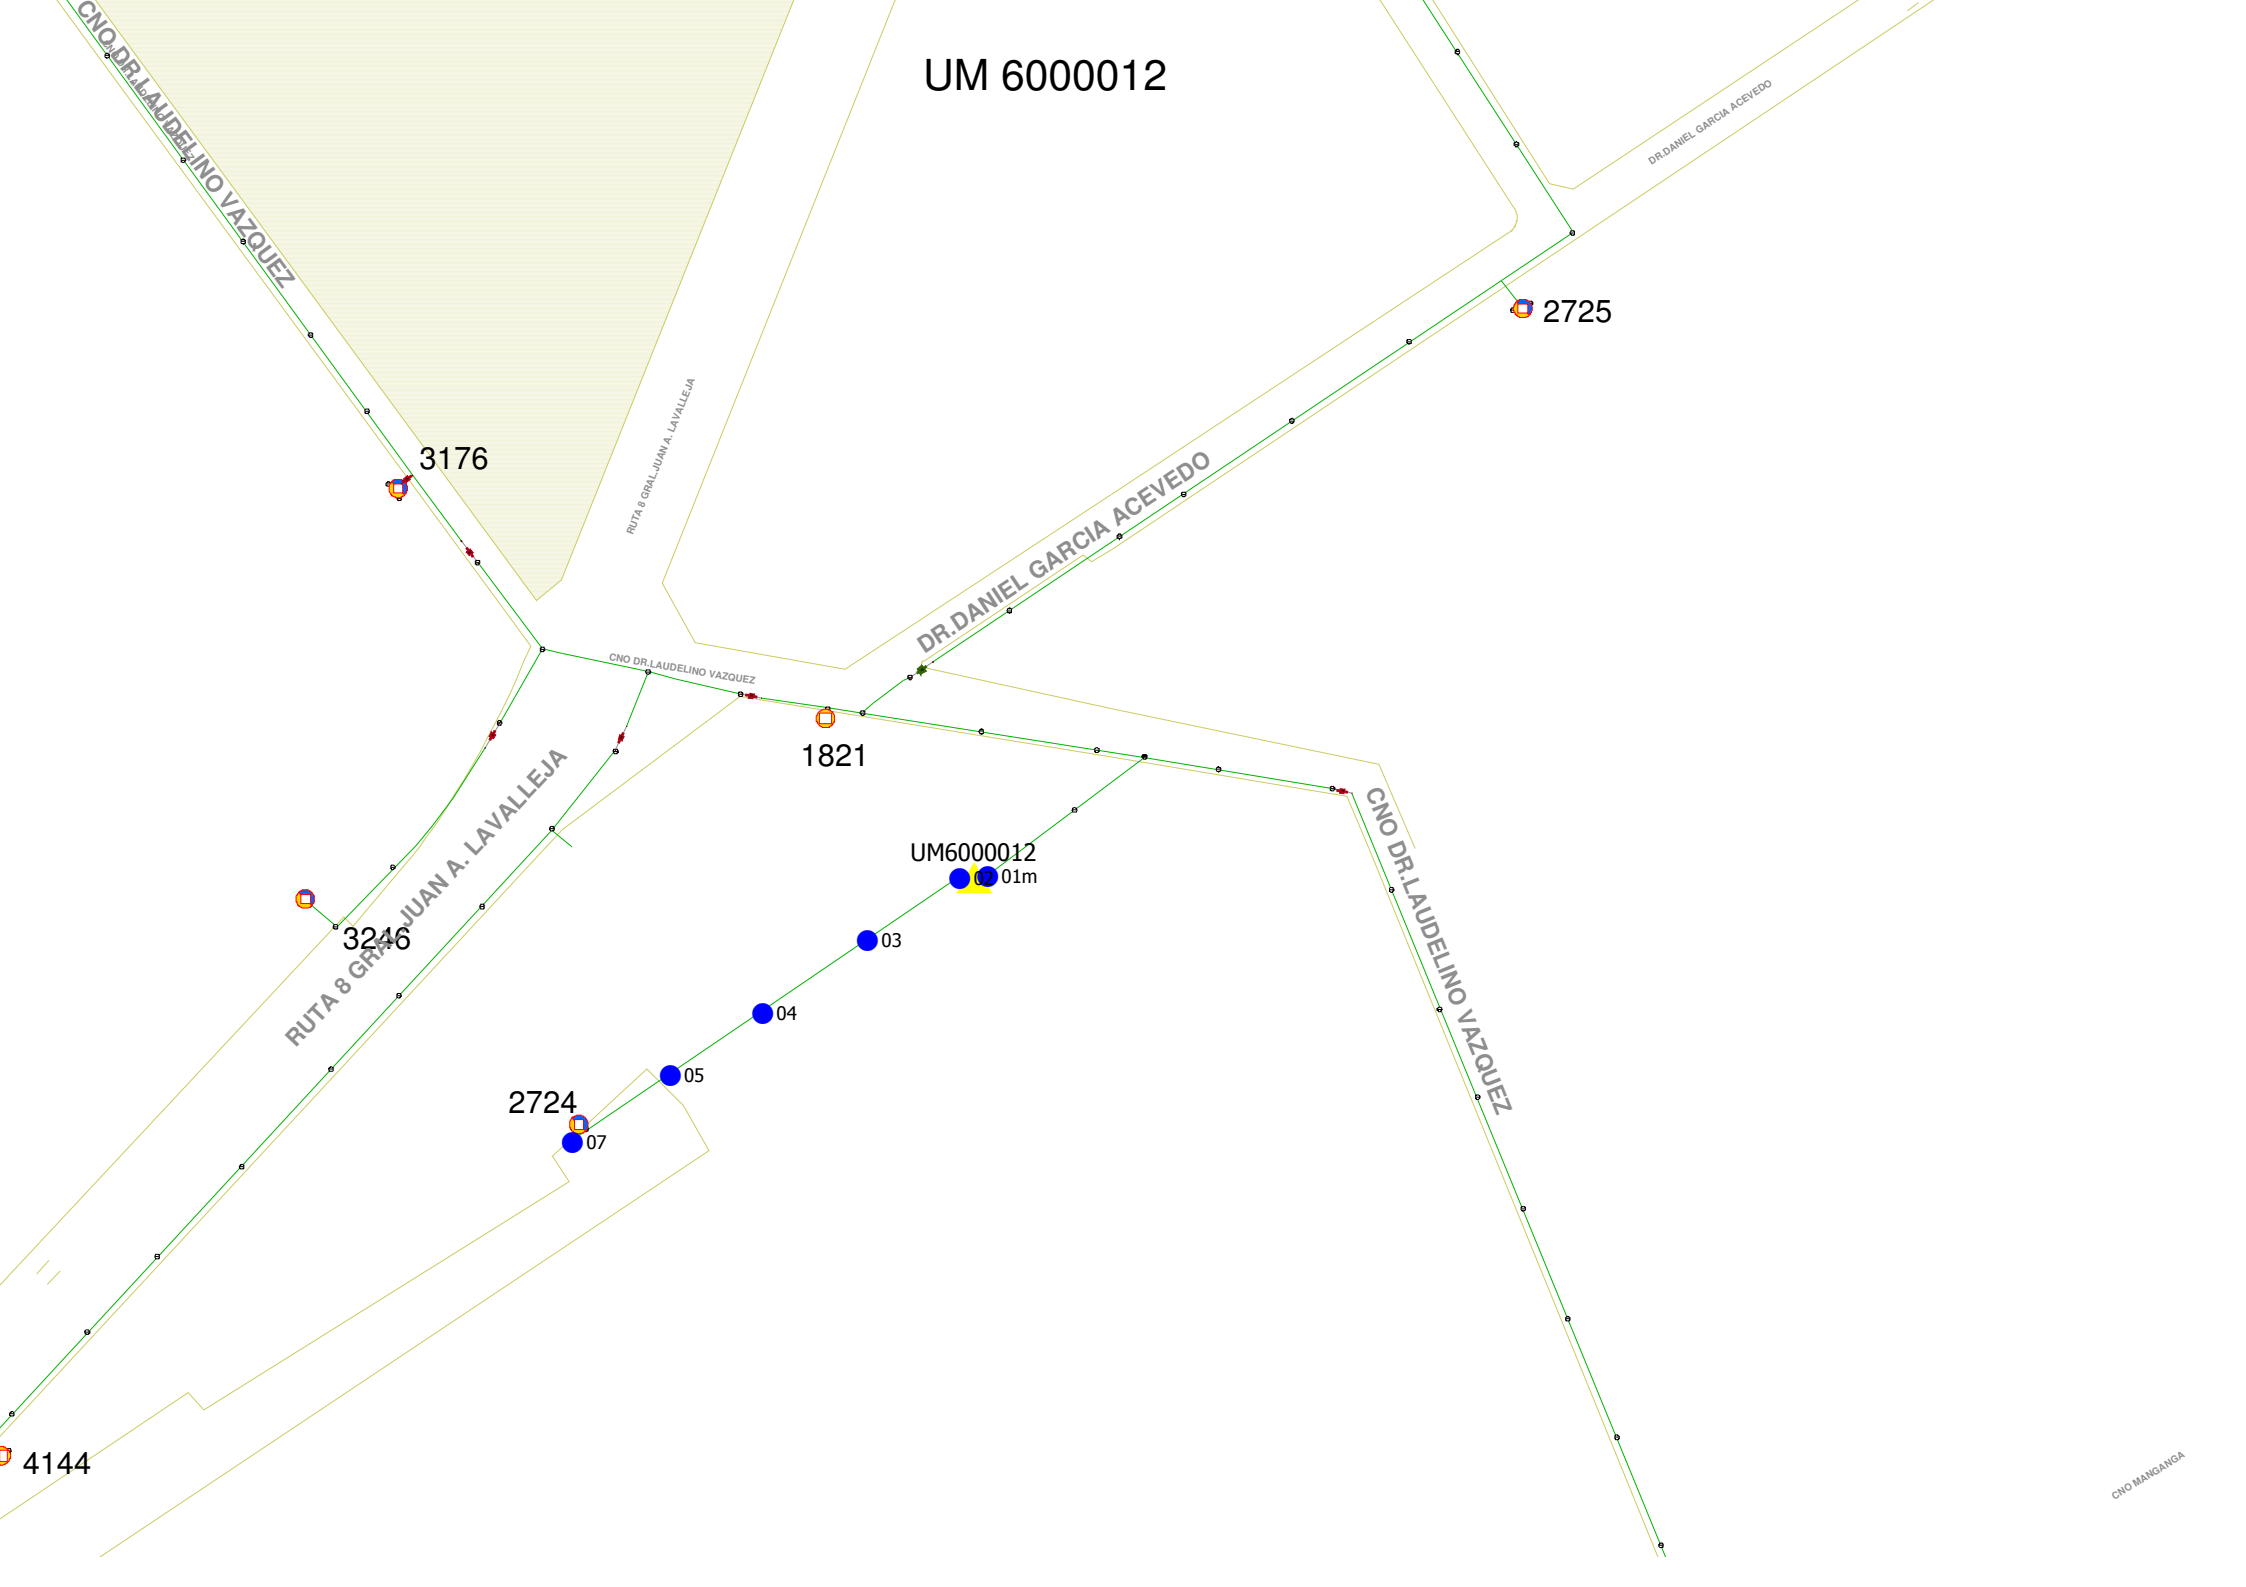 CNO DR.LAUDELINO VAZQUEZ
UM 6000012
DR.DANIEL GARCIA ACEVEDO
2725
RUTA 8 GRAL.JUAN A. LAVALLEJA
3176
DR.DANIEL GARCIA ACEVEDO
CNO DR.LAUDELINO VAZQUEZ
1821
RUTA 8 GRAL.JUAN A. LAVALLEJA
CNO DR.LAUDELINO VAZQUEZ
UM6000012
02
01m
3246
03
04
05
2724
07
4144
CNO MANGANGA